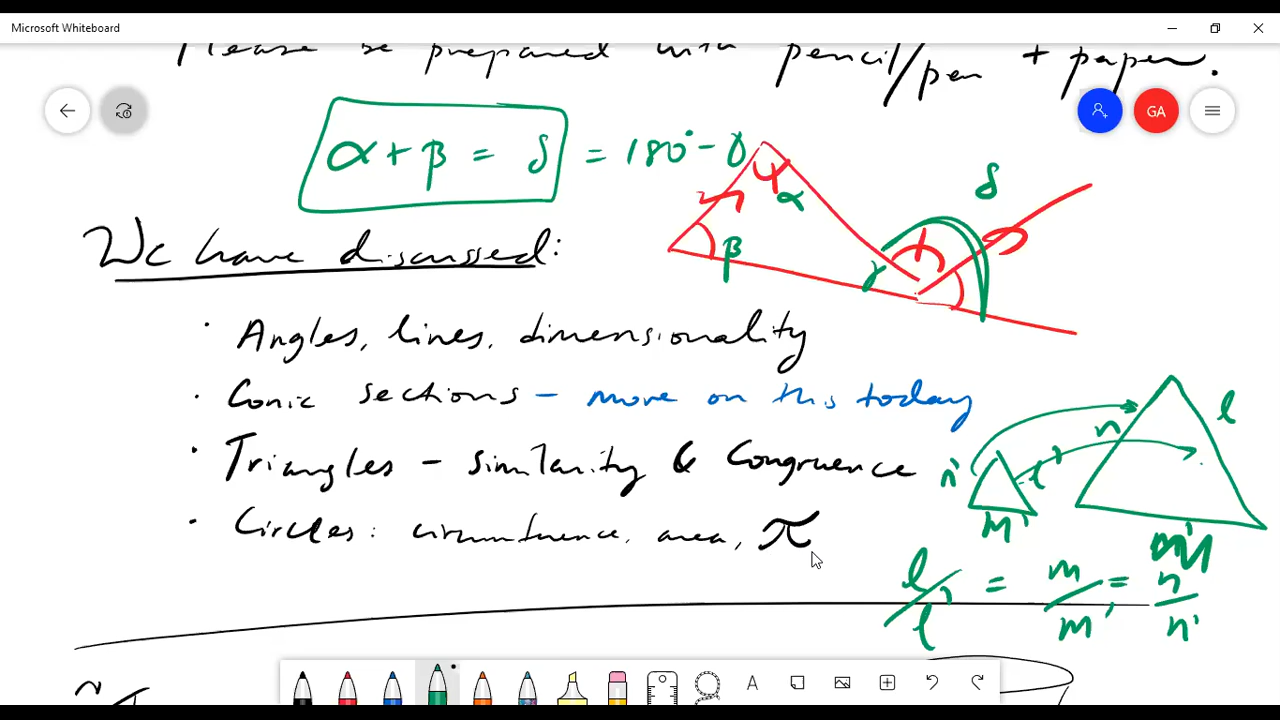 Microsoft Whiteboard
Please be prepared with pencil/pen + paper.
GA
α + β = δ = 180° - γ
α
β
γ
δ
We have discussed:
· Angles, lines, dimensionality
· Conic sections – more on this today
· Triangles – similarity & Congruence
· Circles: circumference, area, π
n' l' m'
n l
l/l' = m/m' = n/n'
A